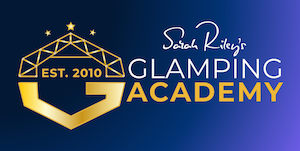 EST. 2010
Sarah Riley's
GLAMPING
ACADEMY